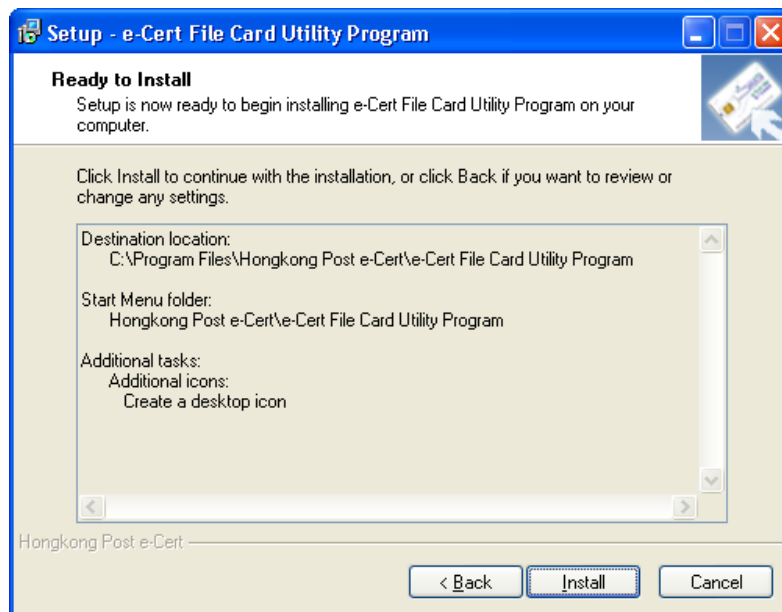 Setup - e-Cert File Card Utility Program
Ready to Install
Setup is now ready to begin installing e-Cert File Card Utility Program on your
computer.
Click Install to continue with the installation, or click Back if you want to review or
change any settings.
Destination location:
C:\Program Files\Hongkong Post e-Cert\e-Cert File Card Utility Program
Start Menu folder:
Hongkong Post e-Cert\e-Cert File Card Utility Program
Additional tasks:
Additional icons:
Create a desktop icon
Hongkong Post e-Cert
< Back
Install
Cancel